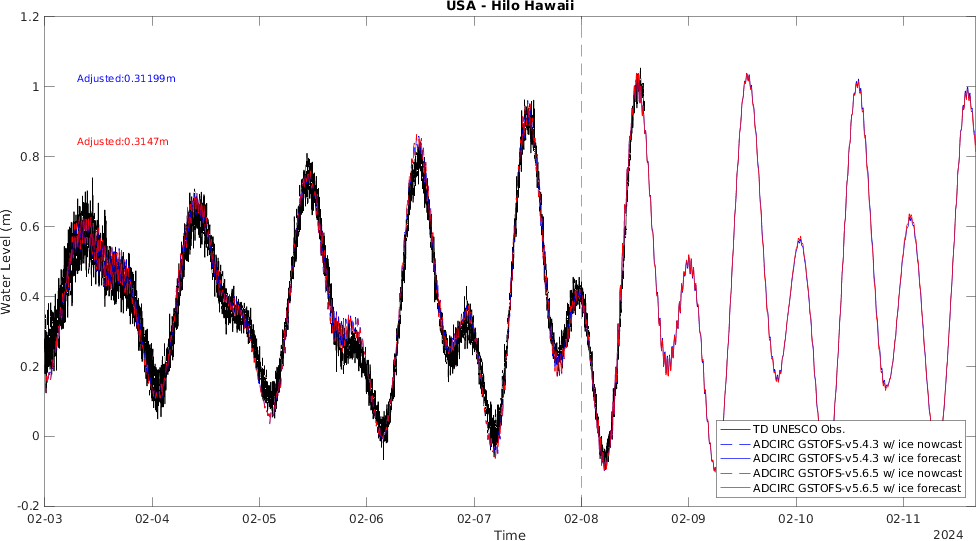 USA - Hilo Hawaii
1.2
1
0.8
0.6
0.4
0.2
0
-0.2
Water Level (m)
Adjusted:0.31199m
Adjusted:0.3147m
TD UNESCO Obs.
ADCIRC GSTOFS-v5.4.3 w/ ice nowcast
ADCIRC GSTOFS-v5.4.3 w/ ice forecast
ADCIRC GSTOFS-v5.6.5 w/ ice nowcast
ADCIRC GSTOFS-v5.6.5 w/ ice forecast
02-03 02-04 02-05 02-06 02-07 02-08 02-09 02-10 02-11
Time
2024